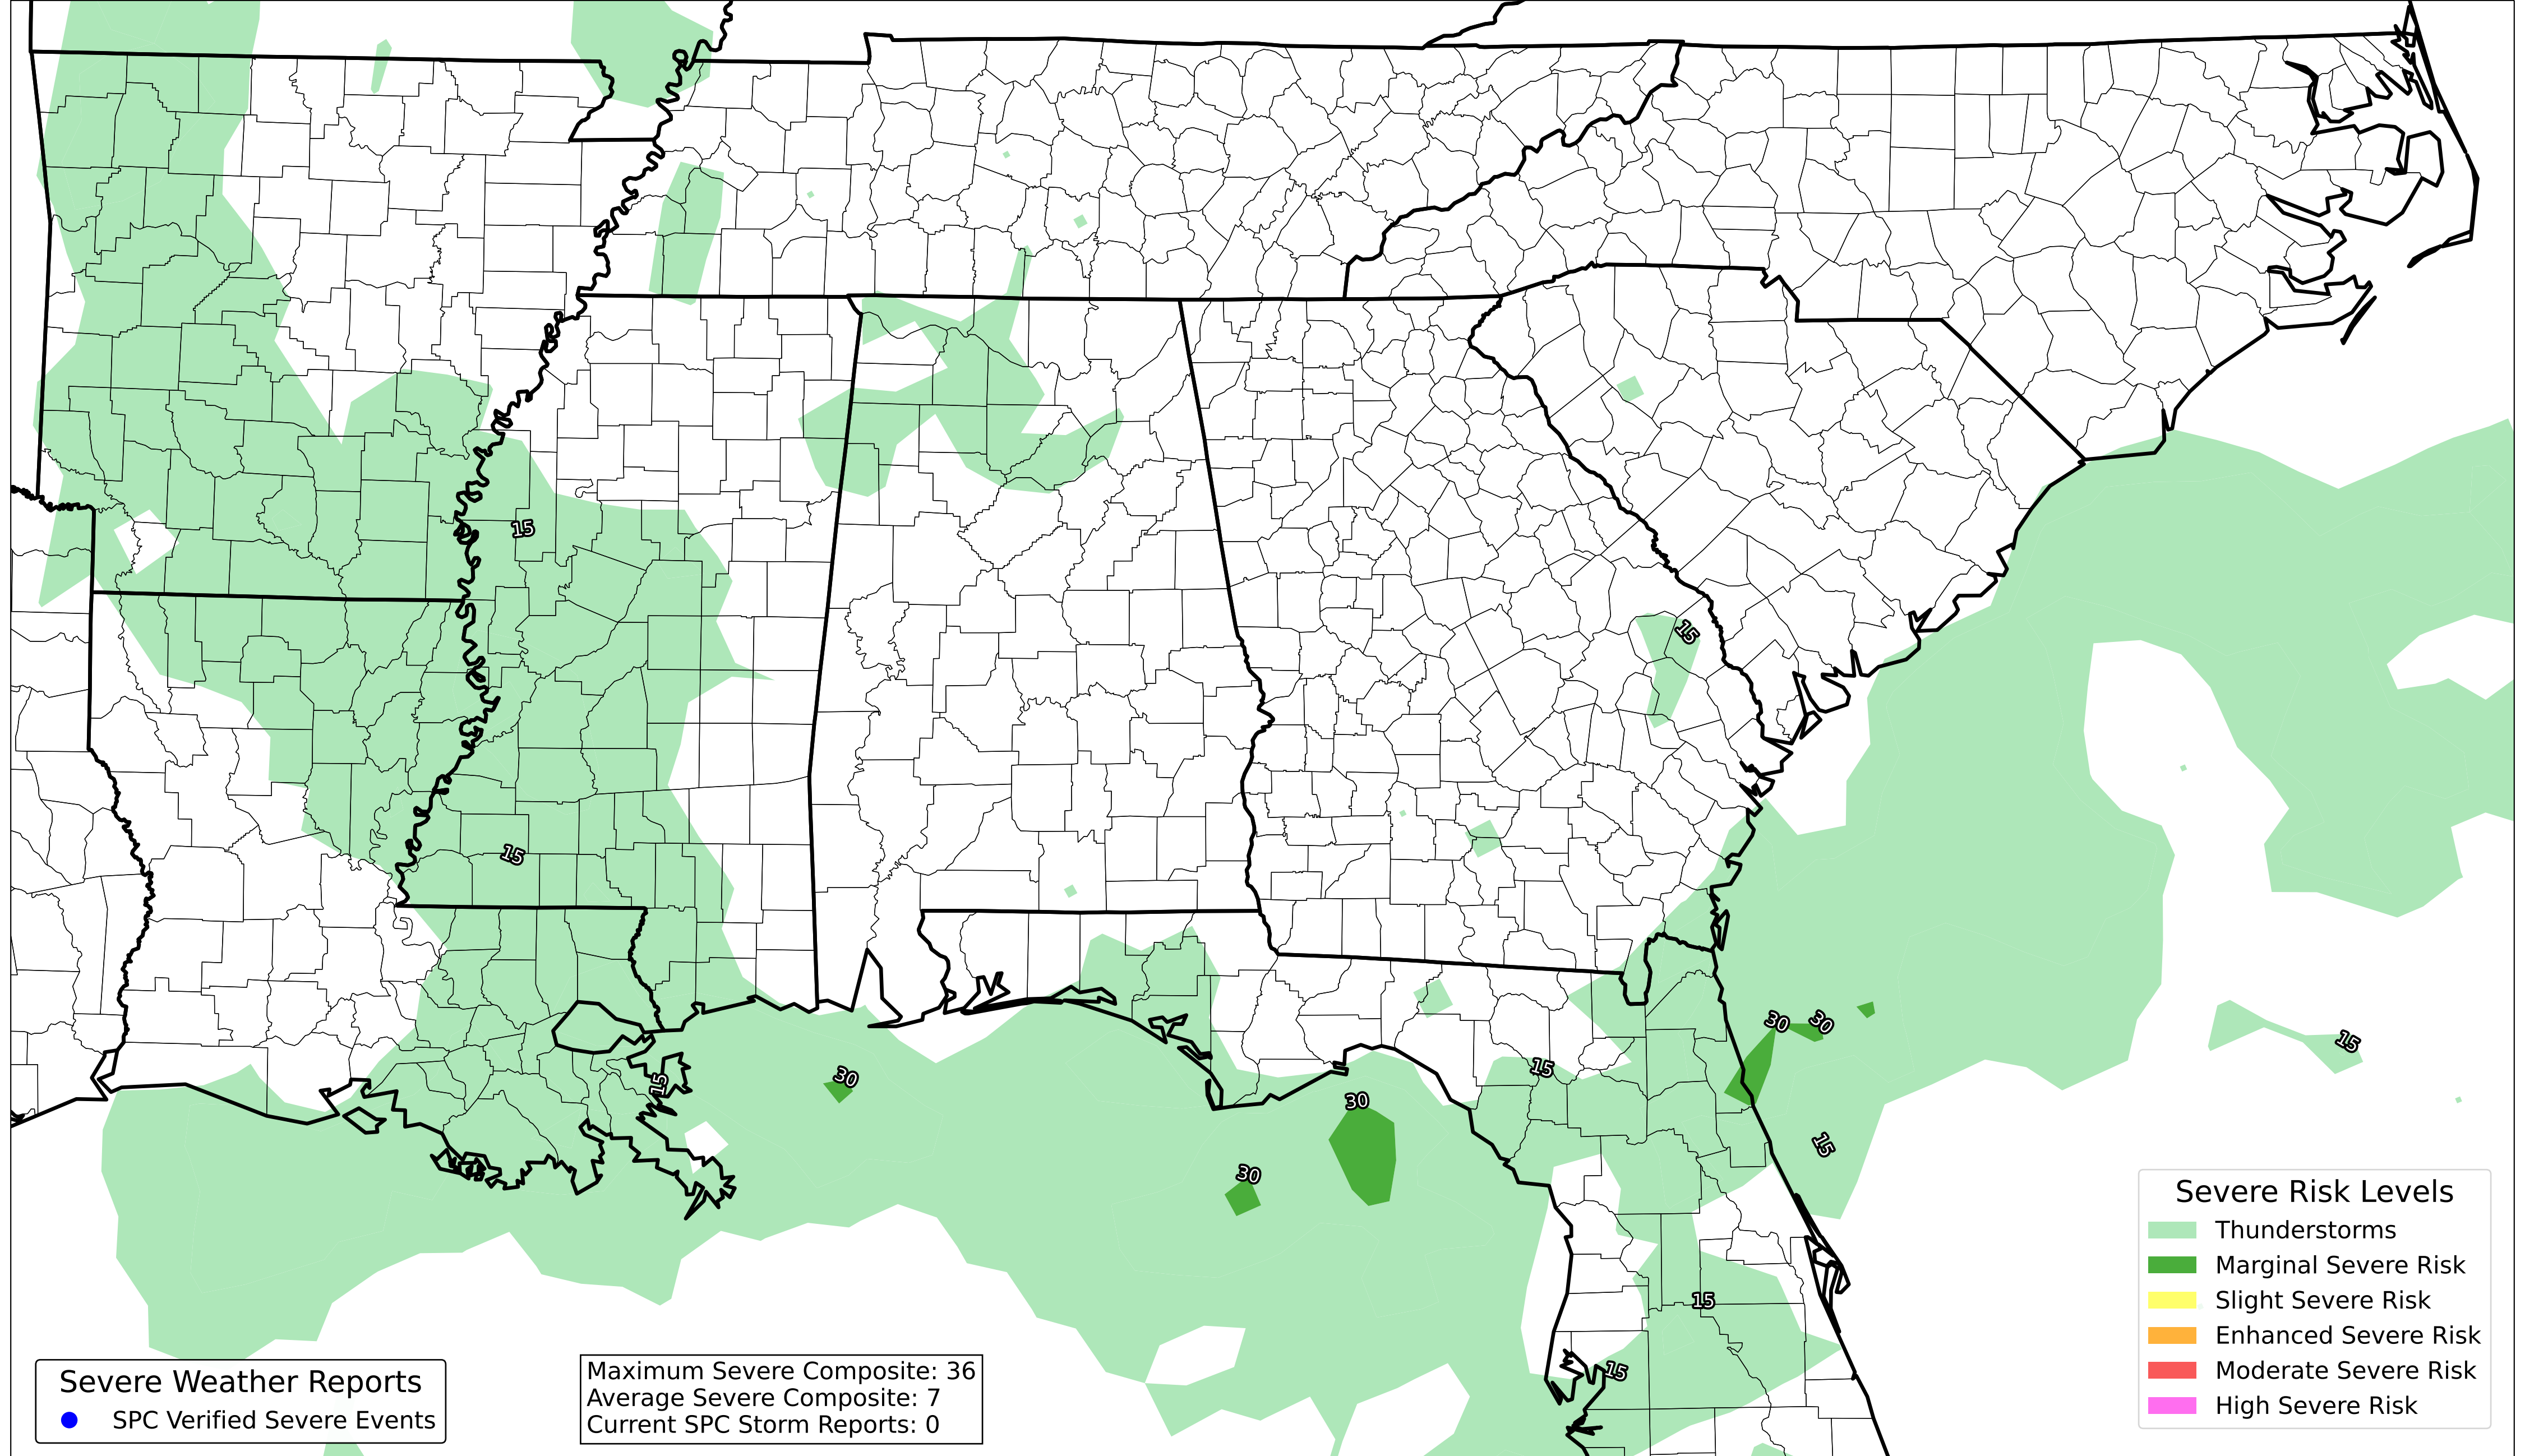 15
15
15
30
30
30
15
15
30
15
30
15
15
15
Severe Risk Levels
Thunderstorms
Marginal Severe Risk
Slight Severe Risk
Enhanced Severe Risk
Moderate Severe Risk
High Severe Risk
Severe Weather Reports
SPC Verified Severe Events
Maximum Severe Composite: 36
Average Severe Composite: 7
Current SPC Storm Reports: 0